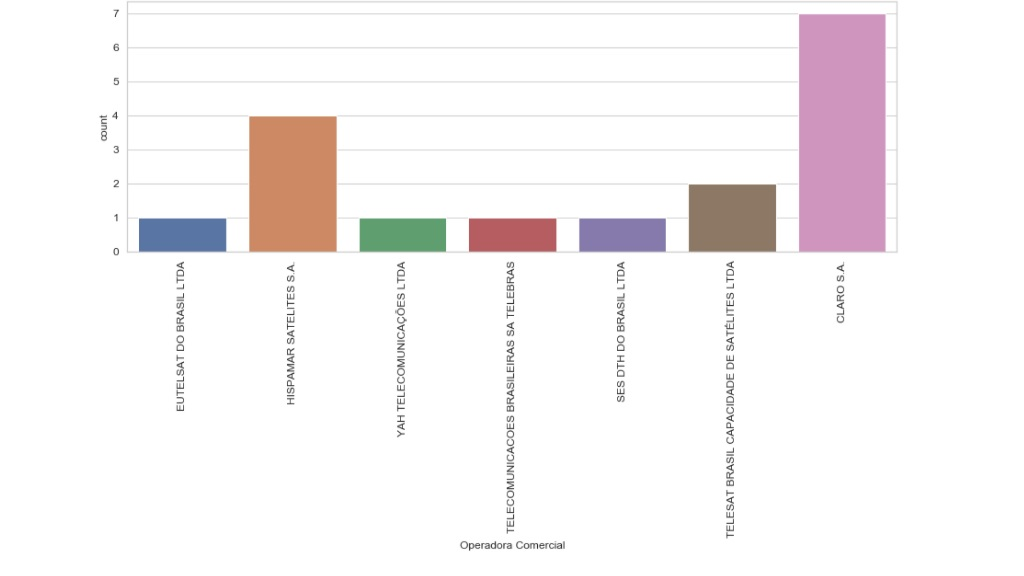 7
6
5
4
3
2
1
0
count
EUTELSAT DO BRASIL LTDA
HISPAMAR SATELITES S.A.
YAH TELECOMUNICAÇÕES LTDA
TELECOMUNICACOES BRASILEIRAS SA TELEBRAS
SES DTH DO BRASIL LTDA
TELESAT BRASIL CAPACIDADE DE SATÉLITES LTDA
CLARO S.A.
Operadora Comercial